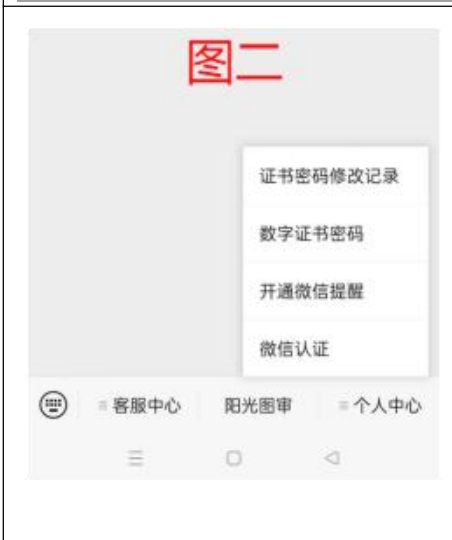 图二
证书密码修改记录
数字证书密码
开通微信提醒
微信认证
客服中心 阳光图审 个人中心